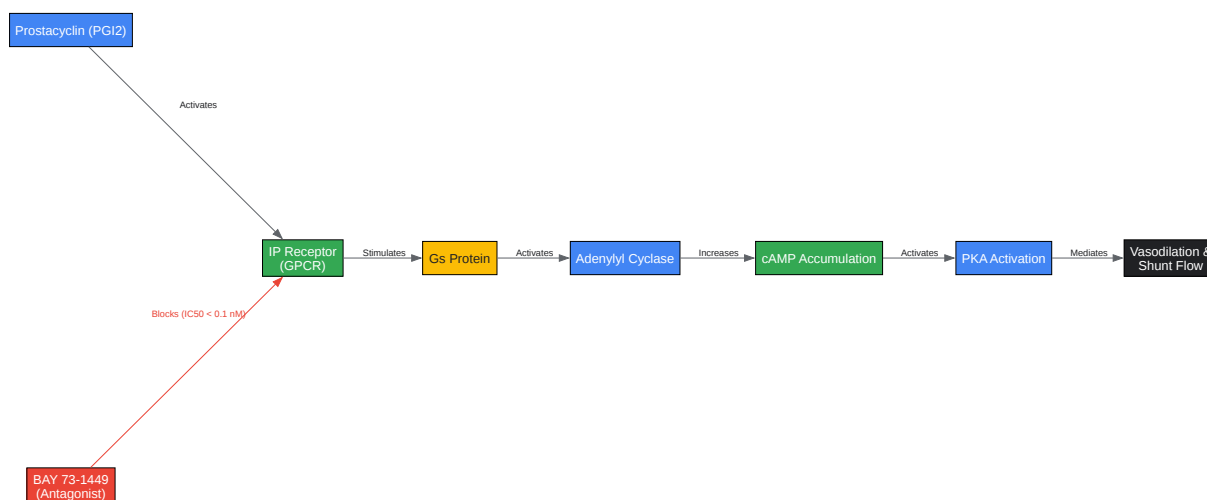 Prostacyclin (PGI2)
Activates
IP Receptor
(GPCR)
Stimulates
Gs Protein
Activates
Adenylyl Cyclase
Increases
cAMP Accumulation
Activates
PKA Activation
Mediates
Vasodilation &
Shunt Flow
Blocks (IC50 < 0.1 nM)
BAY 73-1449
(Antagonist)